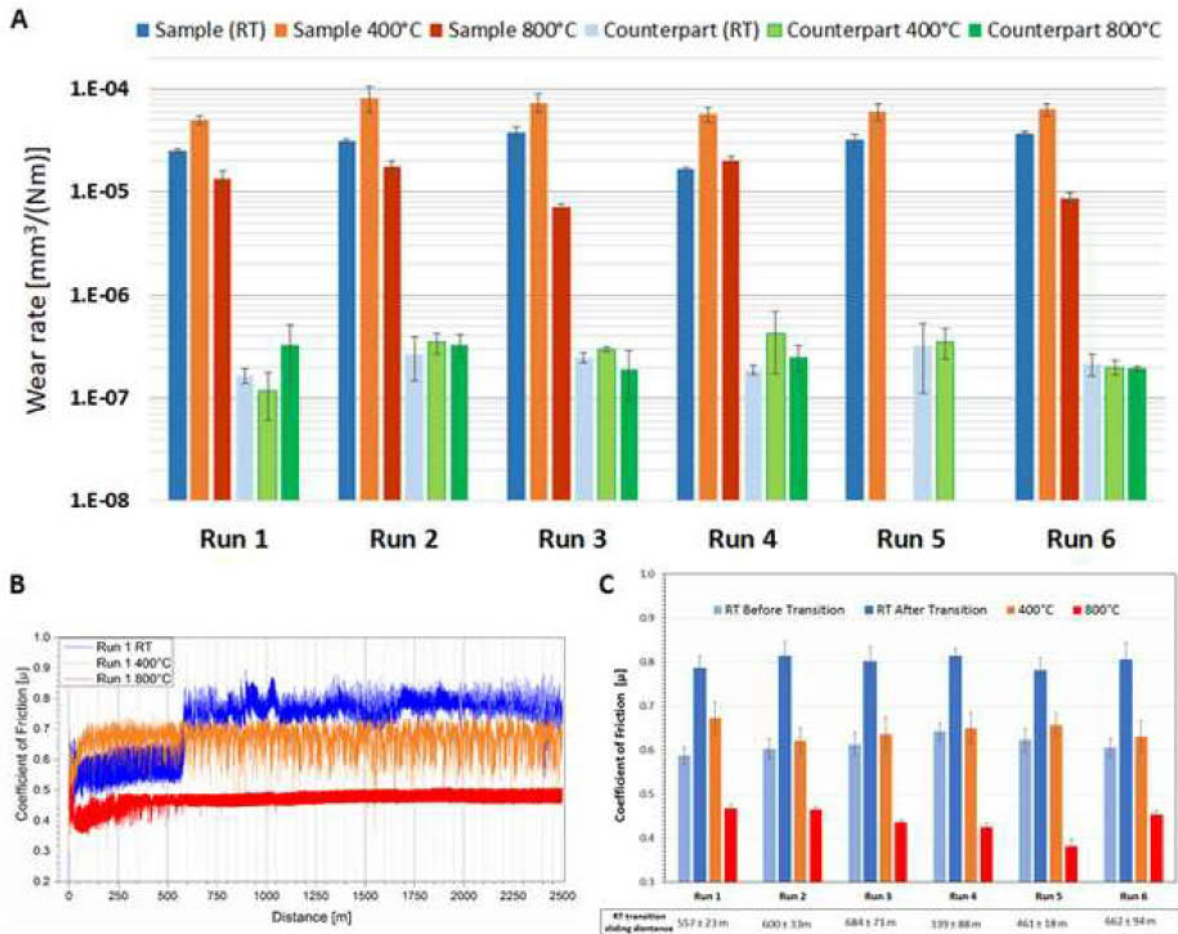 A
Sample (RT) Sample 400°C Sample 800°C Counterpart (RT) Counterpart 400°C Counterpart 800°C
Wear rate [mm³/(Nm)]
1.E-04
1.E-05
1.E-06
1.E-07
1.E-08
Run 1 Run 2 Run 3 Run 4 Run 5 Run 6
B
Run 1 RT
Run 1 400°C
Run 1 800°C
Coefficient of Friction [µ]
1.0
0.9
0.8
0.7
0.6
0.5
0.4
0.3
0.2
0 250 500 750 1000 1250 1500 1750 2000 2250 2500
Distance [m]
C
RT Before Transition RT After Transition 400°C 800°C
Coefficient of Friction [µ]
1.0
0.9
0.8
0.7
0.6
0.5
0.4
0.3
Run 1 Run 2 Run 3 Run 4 Run 5 Run 6
RT transition
sliding
557 ± 23 m 600 ± 33m 684 ± 71 m 339 ± 88 m 461 ± 18 m 662 ± 94 m